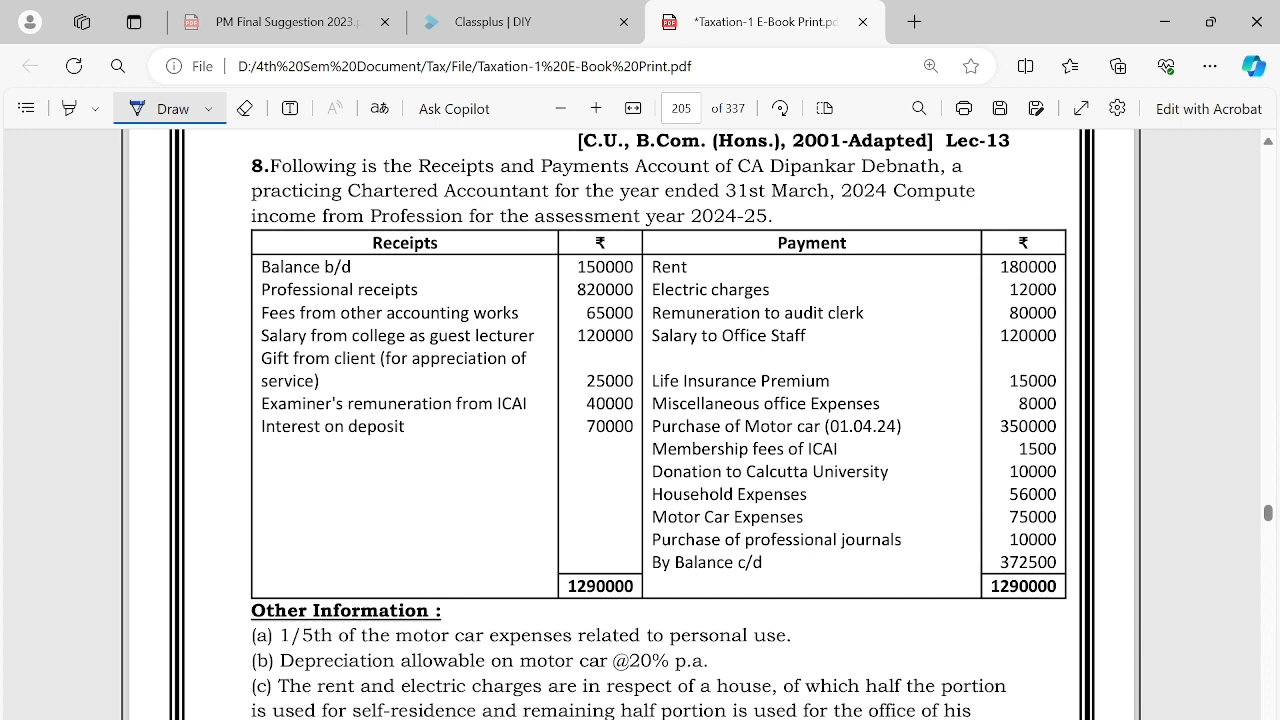 PM Final Suggestion 2023.p
Classplus | DIY
*Taxation-1 E-Book Print.pd
File D:/4th%20Sem%20Document/Tax/File/Taxation-1%20E-Book%20Print.pdf
Draw Ask Copilot 205 of 337 Edit with Acrobat
[C.U., B.Com. (Hons.), 2001-Adapted] Lec-13
8.Following is the Receipts and Payments Account of CA Dipankar Debnath, a
practicing Chartered Accountant for the year ended 31st March, 2024 Compute
income from Profession for the assessment year 2024-25.
Receipts ₹ Payment ₹
Balance b/d 150000 Rent 180000
Professional receipts 820000 Electric charges 12000
Fees from other accounting works 65000 Remuneration to audit clerk 80000
Salary from college as guest lecturer 120000 Salary to Office Staff 120000
Gift from client (for appreciation of
service) 25000 Life Insurance Premium 15000
Examiner's remuneration from ICAI 40000 Miscellaneous office Expenses 8000
Interest on deposit 70000 Purchase of Motor car (01.04.24) 350000
Membership fees of ICAI 1500
Donation to Calcutta University 10000
Household Expenses 56000
Motor Car Expenses 75000
Purchase of professional journals 10000
By Balance c/d 372500
1290000 1290000
Other Information :
(a) 1/5th of the motor car expenses related to personal use.
(b) Depreciation allowable on motor car @20% p.a.
(c) The rent and electric charges are in respect of a house, of which half the portion
is used for self-residence and remaining half portion is used for the office of his